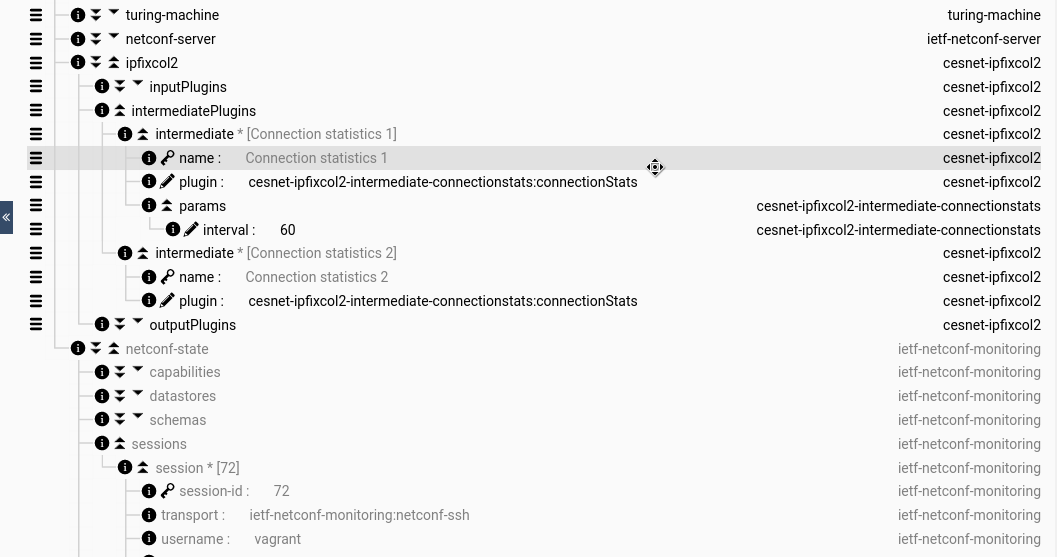 turing-machine turing-machine
netconf-server ietf-netconf-server
ipfixcol2 cesnet-ipfixcol2
inputPlugins cesnet-ipfixcol2
intermediatePlugins cesnet-ipfixcol2
intermediate * [Connection statistics 1] cesnet-ipfixcol2
name : Connection statistics 1 cesnet-ipfixcol2
plugin : cesnet-ipfixcol2-intermediate-connectionstats:connectionStats cesnet-ipfixcol2
params cesnet-ipfixcol2-intermediate-connectionstats
interval : 60 cesnet-ipfixcol2-intermediate-connectionstats
intermediate * [Connection statistics 2] cesnet-ipfixcol2
name : Connection statistics 2 cesnet-ipfixcol2
plugin : cesnet-ipfixcol2-intermediate-connectionstats:connectionStats cesnet-ipfixcol2
outputPlugins cesnet-ipfixcol2
netconf-state ietf-netconf-monitoring
capabilities ietf-netconf-monitoring
datastores ietf-netconf-monitoring
schemas ietf-netconf-monitoring
sessions ietf-netconf-monitoring
session * [72] ietf-netconf-monitoring
session-id : 72 ietf-netconf-monitoring
transport : ietf-netconf-monitoring:netconf-ssh ietf-netconf-monitoring
username : vagrant ietf-netconf-monitoring